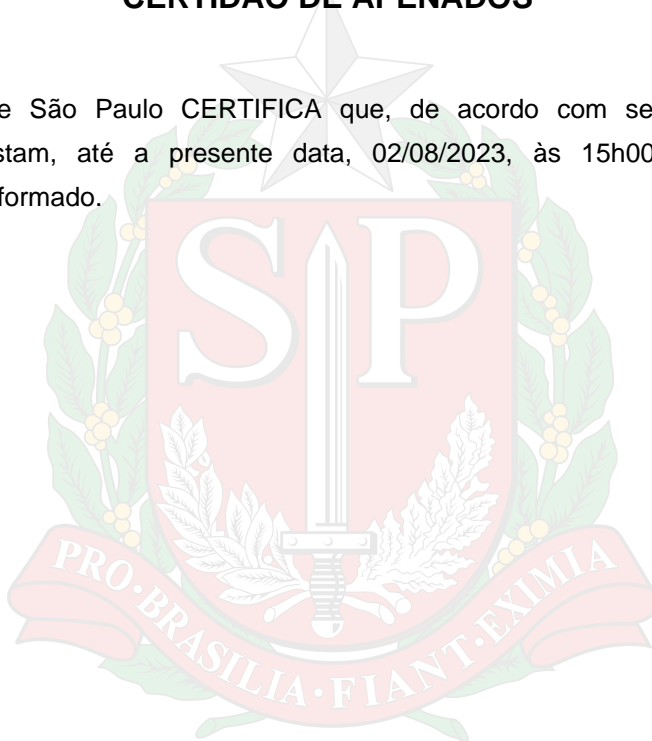 CERTIDÃO DE APENADOS
e São Paulo CERTIFICA que, de acordo com se
stam, até a presente data, 02/08/2023, às 15h00
formado.
SP
PRO·BRASILIA·FIANT·EXIMIA